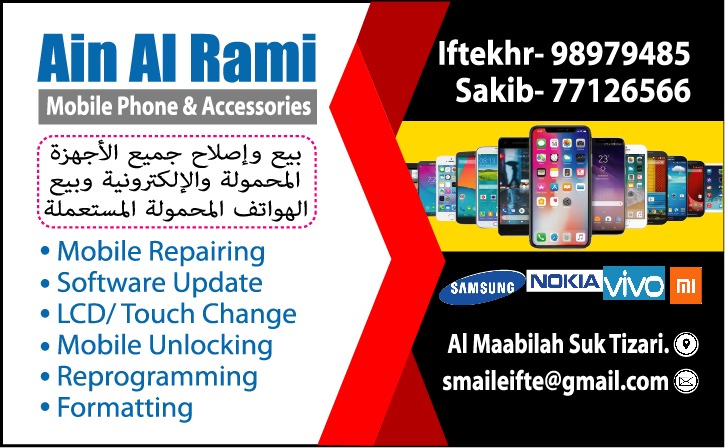 Ain Al Rami
Mobile Phone & Accessories
بيع وإصلاح جميع الأجهزة
المحمولة والإلكترونية وبيع
الهواتف المحمولة المستعملة
• Mobile Repairing
• Software Update
• LCD/ Touch Change
• Mobile Unlocking
• Reprogramming
• Formatting
Iftekhr- 98979485
Sakib- 77126566
SAMSUNG NOKIA vivo mi
Al Maabilah Suk Tizari.
smaileifte@gmail.com